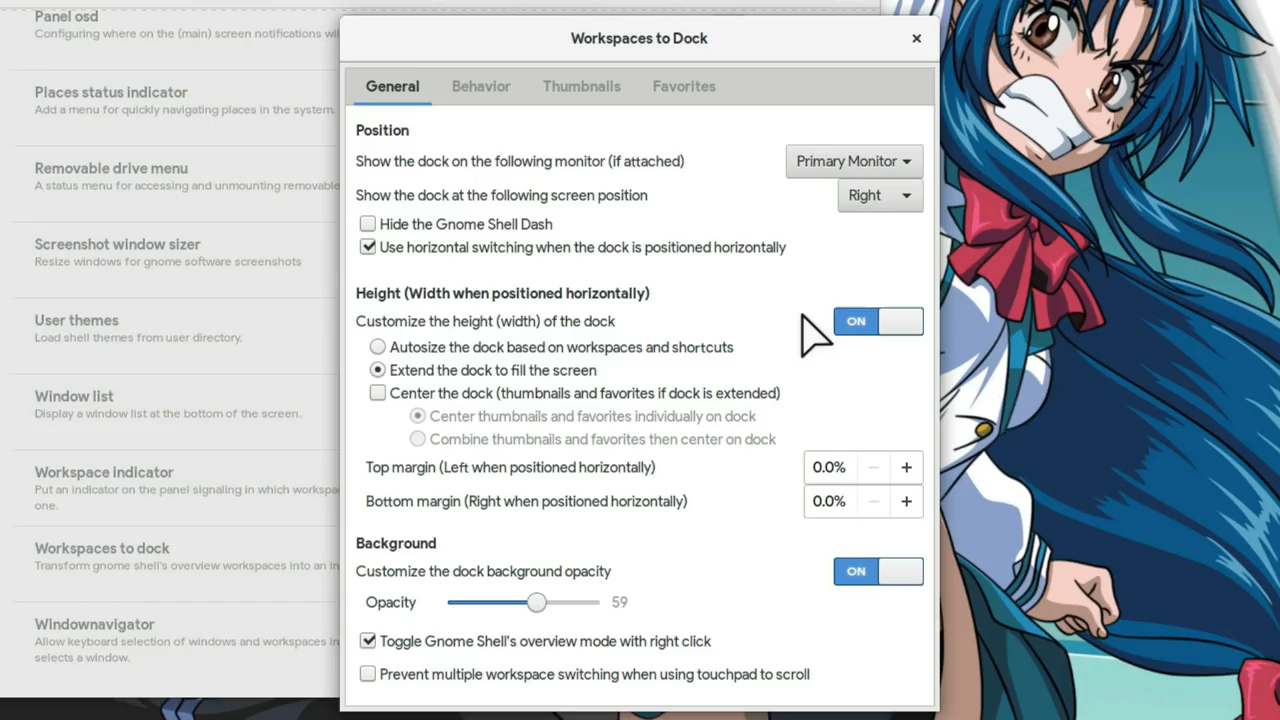 Panel osd
Configuring where on the (main) screen notifications wil
Places status indicator
Add a menu for quickly navigating places in the system.
Removable drive menu
A status menu for accessing and unmounting removable
Screenshot window sizer
Resize windows for gnome software screenshots
User themes
Load shell themes from user directory.
Window list
Display a window list at the bottom of the screen.
Workspace indicator
Put an indicator on the panel signaling in which workspa
one.
Workspaces to dock
Transform gnome shell's overview workspaces into an in
Windownavigator
Allow keyboard selection of windows and workspaces in
selects a window.
Workspaces to Dock
General Behavior Thumbnails Favorites
Position
Show the dock on the following monitor (if attached) Primary Monitor
Show the dock at the following screen position Right
Hide the Gnome Shell Dash
Use horizontal switching when the dock is positioned horizontally
Height (Width when positioned horizontally)
Customize the height (width) of the dock ON
Autosize the dock based on workspaces and shortcuts
Extend the dock to fill the screen
Center the dock (thumbnails and favorites if dock is extended)
Center thumbnails and favorites individually on dock
Combine thumbnails and favorites then center on dock
Top margin (Left when positioned horizontally) 0.0% − +
Bottom margin (Right when positioned horizontally) 0.0% − +
Background
Customize the dock background opacity ON
Opacity 59
Toggle Gnome Shell's overview mode with right click
Prevent multiple workspace switching when using touchpad to scroll